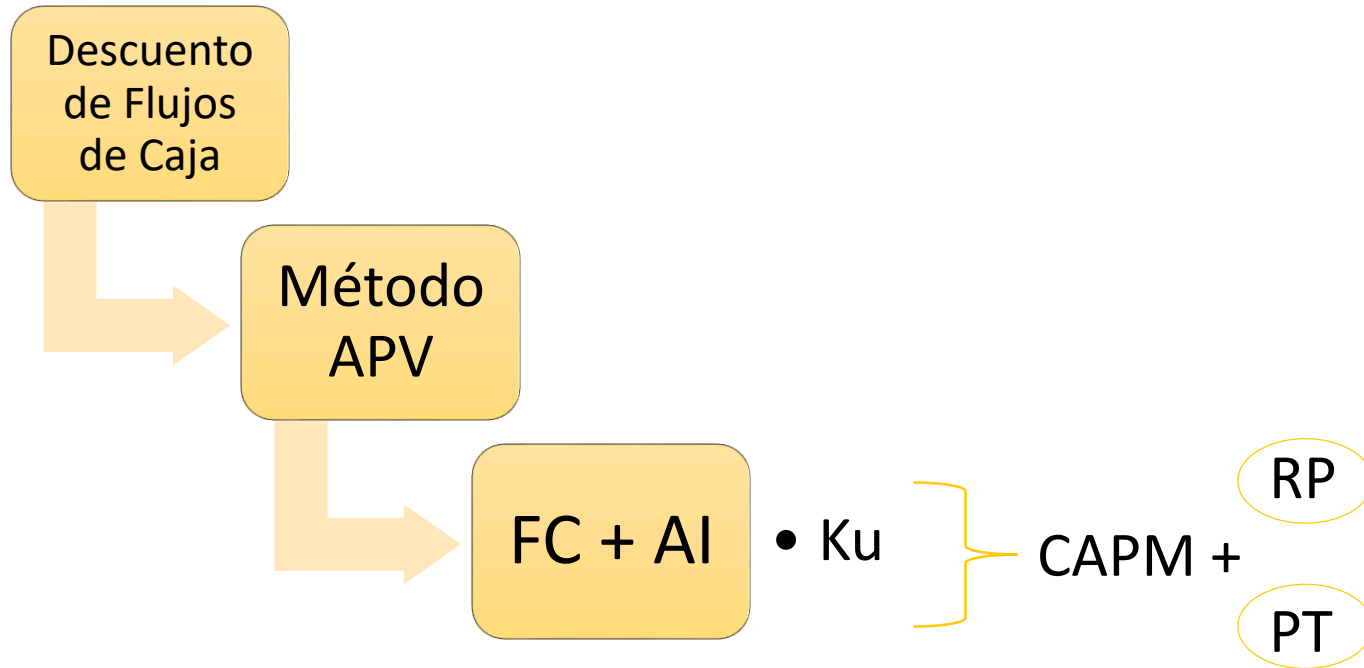 Descuento
de Flujos
de Caja
Método
APV
FC + AI
• Ku
CAPM +
RP
PT